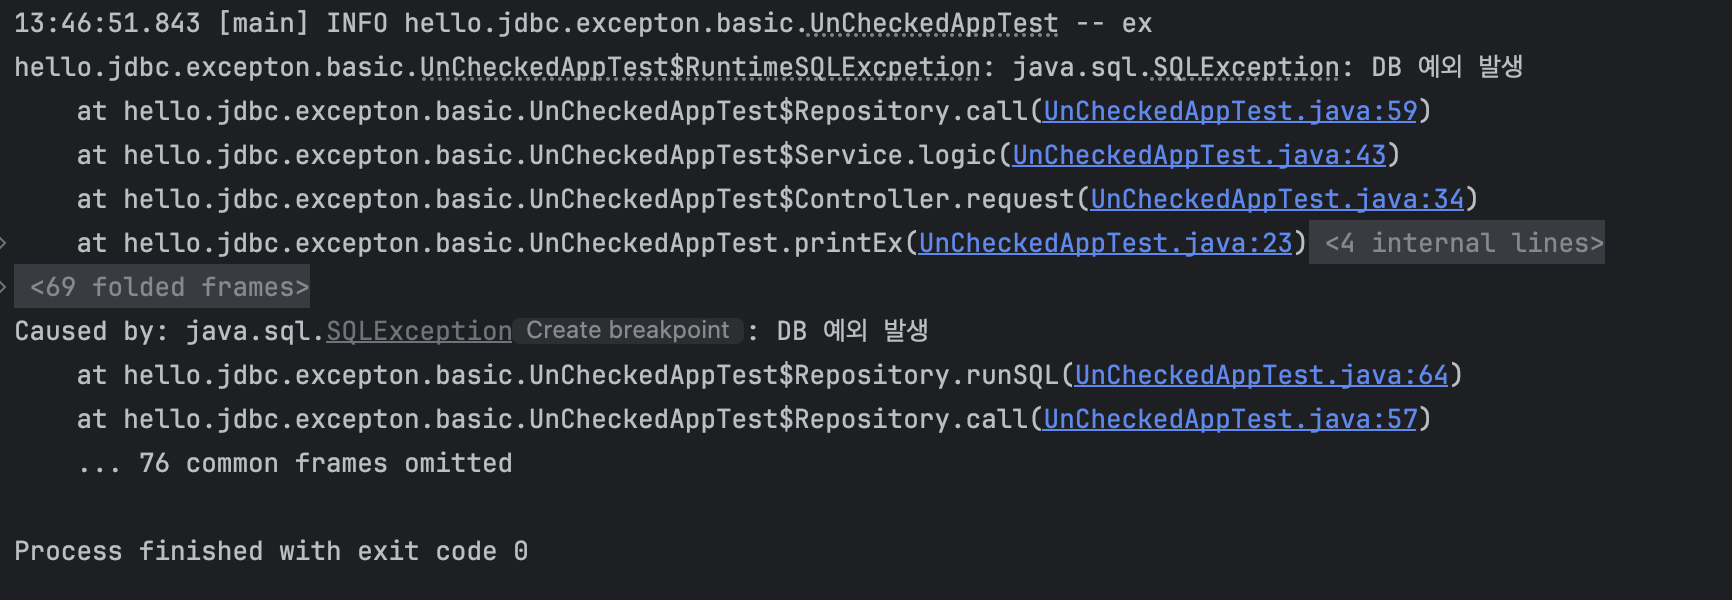 13:46:51.843 [main] INFO hello.jdbc.excepton.basic.UnCheckedAppTest -- ex
hello.jdbc.excepton.basic.UnCheckedAppTest$RuntimeSQLExcpetion: java.sql.SQLException: DB 예외 발생
    at hello.jdbc.excepton.basic.UnCheckedAppTest$Repository.call(UnCheckedAppTest.java:59)
    at hello.jdbc.excepton.basic.UnCheckedAppTest$Service.logic(UnCheckedAppTest.java:43)
    at hello.jdbc.excepton.basic.UnCheckedAppTest$Controller.request(UnCheckedAppTest.java:34)
    at hello.jdbc.excepton.basic.UnCheckedAppTest.printEx(UnCheckedAppTest.java:23) <4 internal lines>
 <69 folded frames>
Caused by: java.sql.SQLException Create breakpoint : DB 예외 발생
    at hello.jdbc.excepton.basic.UnCheckedAppTest$Repository.runSQL(UnCheckedAppTest.java:64)
    at hello.jdbc.excepton.basic.UnCheckedAppTest$Repository.call(UnCheckedAppTest.java:57)
    ... 76 common frames omitted
Process finished with exit code 0